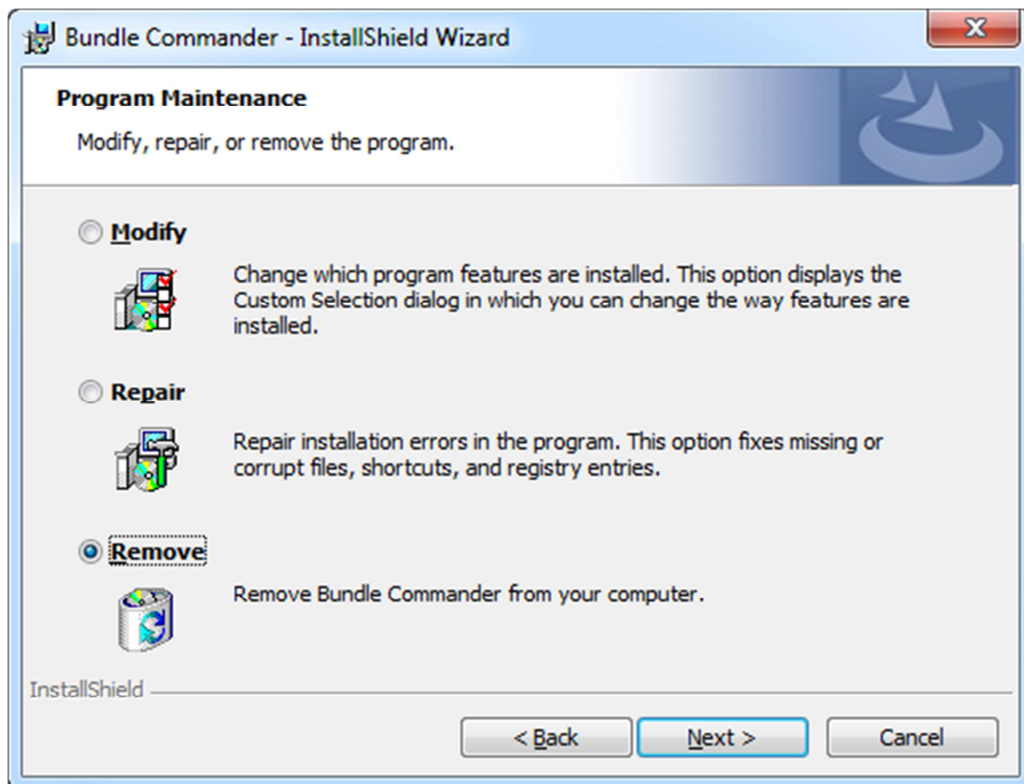 Bundle Commander - InstallShield Wizard
Program Maintenance
Modify, repair, or remove the program.
Modify
Change which program features are installed. This option displays the
Custom Selection dialog in which you can change the way features are
installed.
Repair
Repair installation errors in the program. This option fixes missing or
corrupt files, shortcuts, and registry entries.
Remove
Remove Bundle Commander from your computer.
InstallShield
< Back
Next >
Cancel